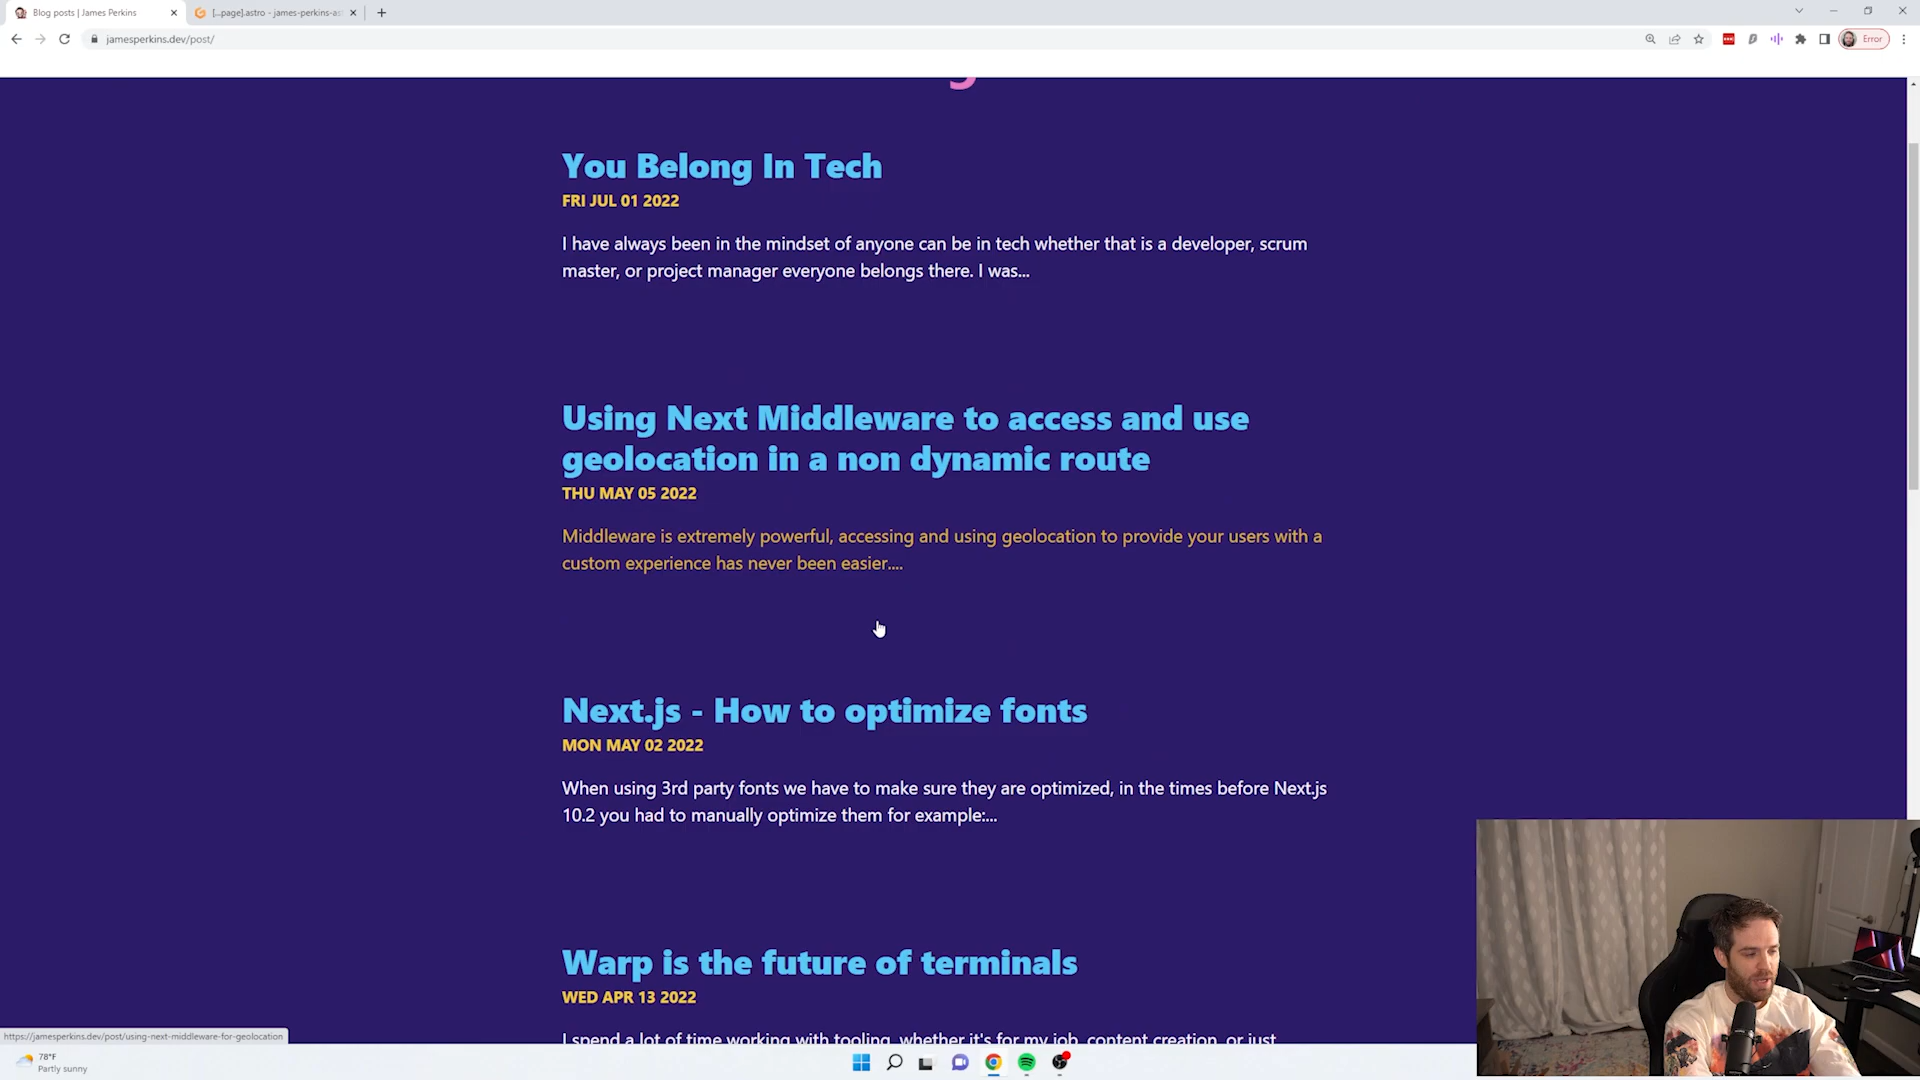 Blog posts | James Perkins
[...page].astro - james-perkins-as
jamesperkins.dev/post/
Error
You Belong In Tech
FRI JUL 01 2022
I have always been in the mindset of anyone can be in tech whether that is a developer, scrum
master, or project manager everyone belongs there. I was...
Using Next Middleware to access and use
geolocation in a non dynamic route
THU MAY 05 2022
Middleware is extremely powerful, accessing and using geolocation to provide your users with a
custom experience has never been easier....
Next.js - How to optimize fonts
MON MAY 02 2022
When using 3rd party fonts we have to make sure they are optimized, in the times before Next.js
10.2 you had to manually optimize them for example:...
Warp is the future of terminals
WED APR 13 2022
I spend a lot of time working with tooling, whether it's for my job, content creation, or just
https://jamesperkins.dev/post/using-next-middleware-for-geolocation
78°F
Partly sunny